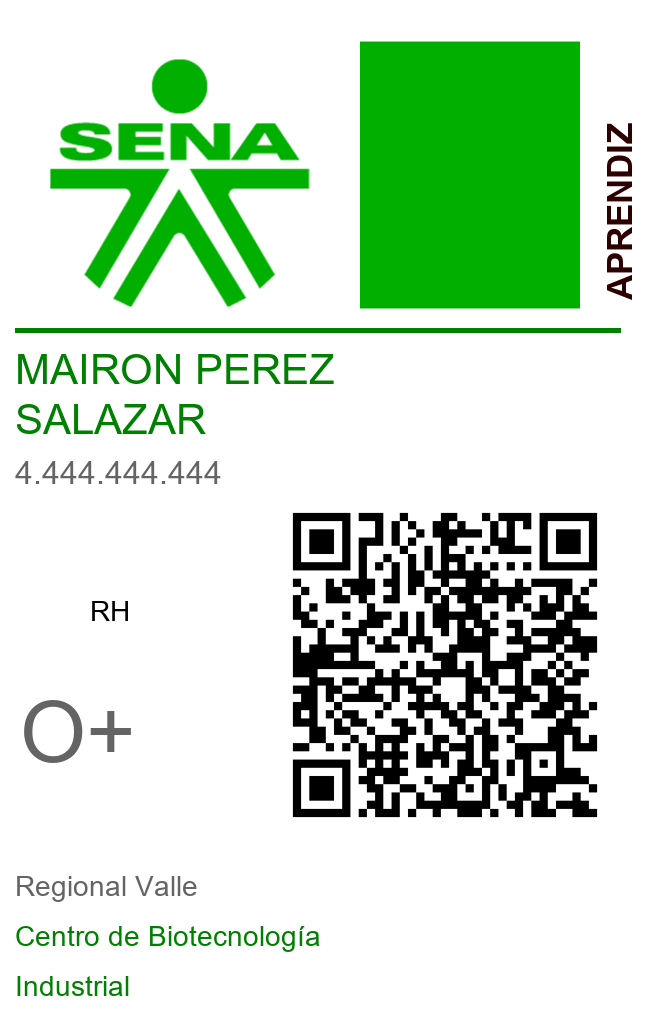 SENA
APRENDIZ
MAIRON PEREZ
SALAZAR
4.444.444.444
RH
O+
Regional Valle
Centro de Biotecnología
Industrial